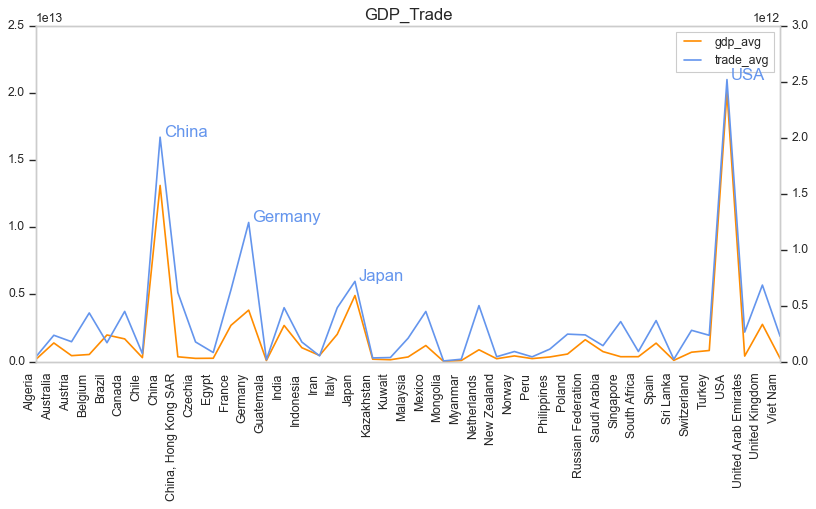 GDP_Trade
1e13
1e12
2.5
2.0
1.5
1.0
0.5
0.0
3.0
2.5
2.0
1.5
1.0
0.5
0.0
gdp_avg
trade_avg
China
Germany
Japan
USA
Algeria
Australia
Austria
Belgium
Brazil
Canada
Chile
China
China, Hong Kong SAR
Czechia
Egypt
France
Germany
Guatemala
India
Indonesia
Iran
Italy
Japan
Kazakhstan
Kuwait
Malaysia
Mexico
Mongolia
Myanmar
Netherlands
New Zealand
Norway
Peru
Philippines
Poland
Russian Federation
Saudi Arabia
Singapore
South Africa
Spain
Sri Lanka
Switzerland
Turkey
USA
United Arab Emirates
United Kingdom
Viet Nam